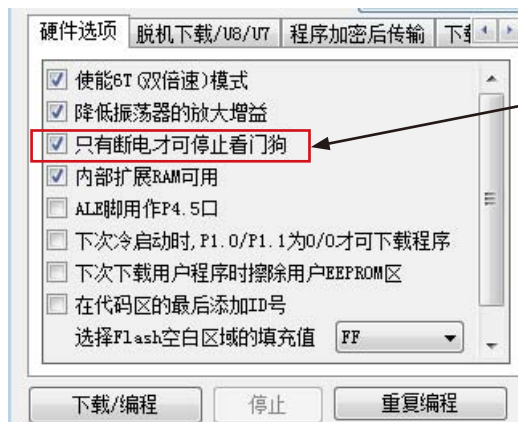 硬件选项 脱机下载/U8/U7 程序加密后传输
使能6T(双倍速)模式
降低振荡器的放大增益
只有断电才可停止看门狗
内部扩展RAM可用
ALE脚用作P4.5口
下次冷启动时,P1.0/P1.1为0/0才可下载程序
下次下载用户程序时擦除用户EEPROM区
在代码区的最后添加ID号
选择Flash空白区域的填充值 FF
下载/编程 停止 重复编程